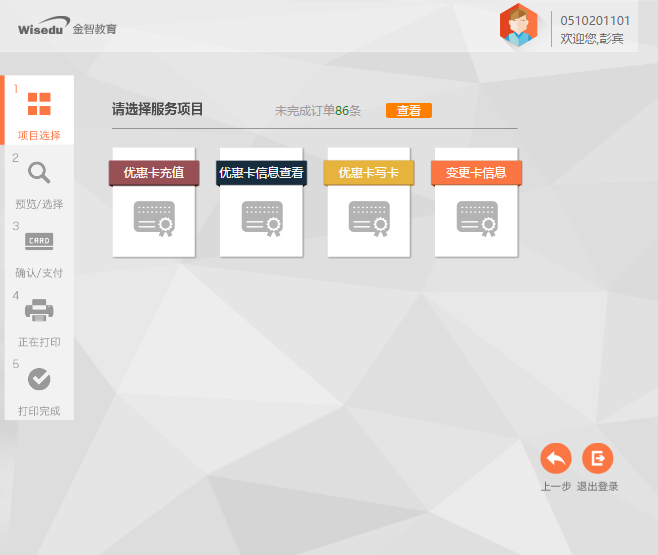 Wisedu 金智教育
0510201101
欢迎您,彭宾
1
项目选择
2
预览/选择
3
CARD
确认/支付
4
正在打印
5
打印完成
请选择服务项目 未完成订单86条 查看
优惠卡充值 优惠卡信息查看 优惠卡写卡 变更卡信息
上一步 退出登录